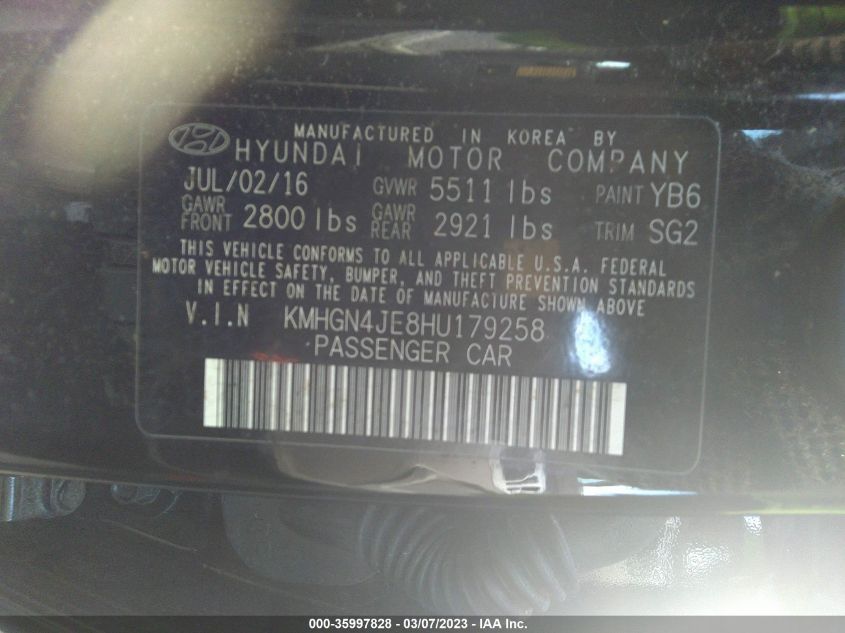 MANUFACTURED IN KOREA BY
HYUNDAI MOTOR COMPANY
JUL/02/16 GVWR 5511 lbs PAINT YB6
GAWR FRONT 2800 lbs GAWR REAR 2921 lbs TRIM SG2
THIS VEHICLE CONFORMS TO ALL APPLICABLE U.S.A. FEDERAL
MOTOR VEHICLE SAFETY, BUMPER, AND THEFT PREVENTION STANDARDS
IN EFFECT ON THE DATE OF MANUFACTURE SHOWN ABOVE
V.I.N KMHGN4JE8HU179258
PASSENGER CAR
000-35997828 - 03/07/2023 - IAA Inc.